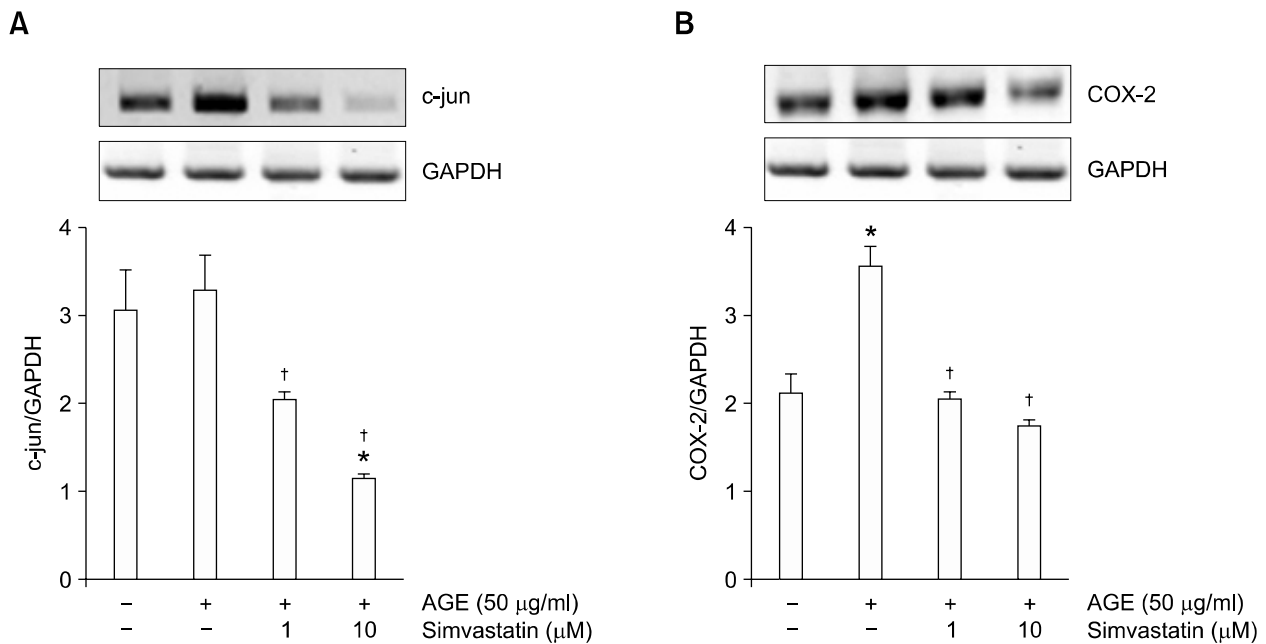 A
c-jun
GAPDH
4
3
2
1
0
c-jun/GAPDH
†
†
*
– + + + AGE (50 μg/ml)
– – 1 10 Simvastatin (μM)
B
COX-2
GAPDH
4
3
2
1
0
COX-2/GAPDH
*
†
†
– + + + AGE (50 μg/ml)
– – 1 10 Simvastatin (μM)